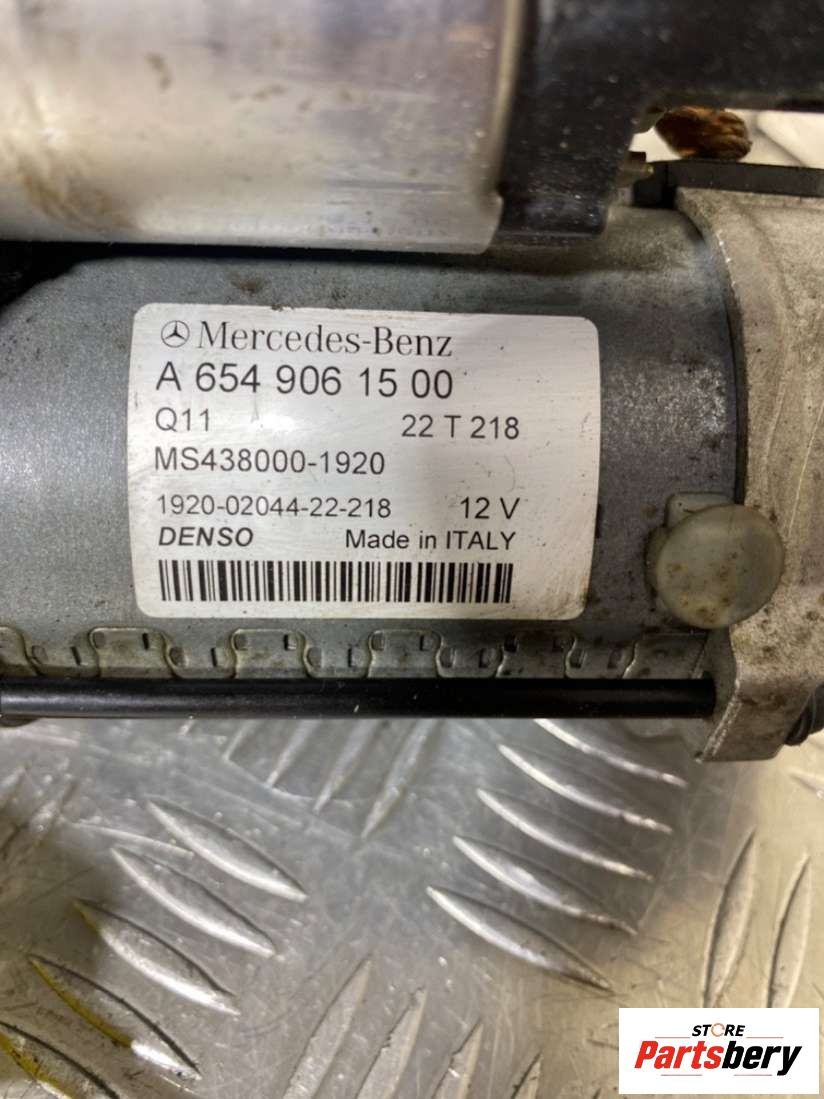 Mercedes-Benz
A 654 906 15 00
Q11 22 T 218
MS438000-1920
1920-02044-22-218 12 V
DENSO Made in ITALY
STORE
Partsbery